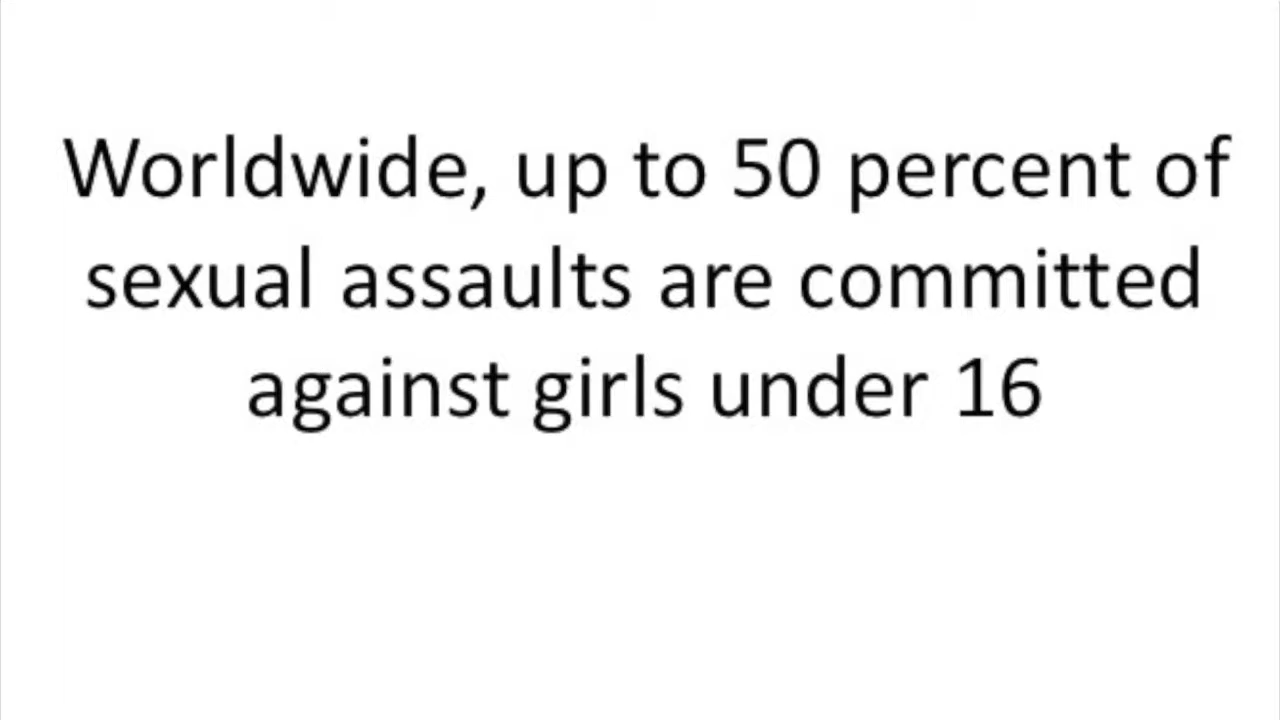 Worldwide, up to 50 percent of
sexual assaults are committed
against girls under 16